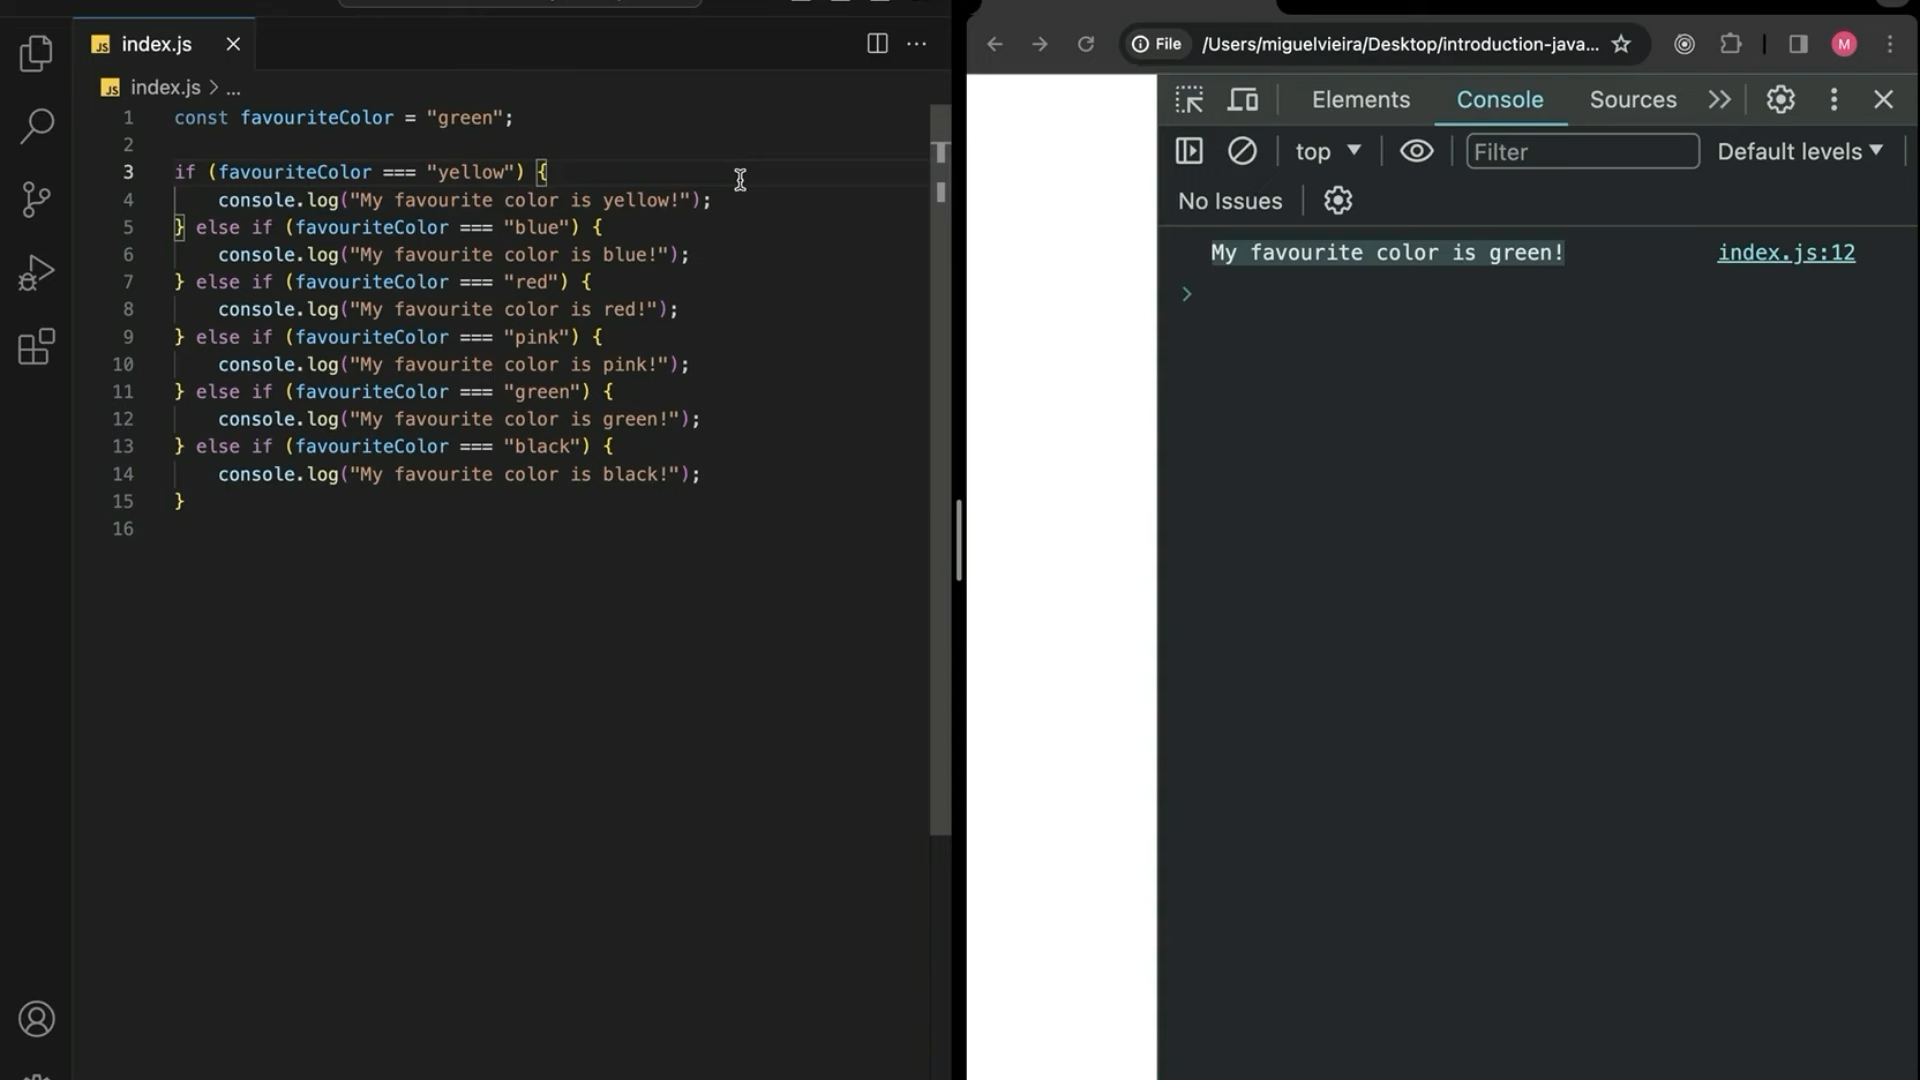 JS index.js
JS index.js > ...
1 const favouriteColor = "green";
2
3 if (favouriteColor === "yellow") {
4 console.log("My favourite color is yellow!");
5 } else if (favouriteColor === "blue") {
6 console.log("My favourite color is blue!");
7 } else if (favouriteColor === "red") {
8 console.log("My favourite color is red!");
9 } else if (favouriteColor === "pink") {
10 console.log("My favourite color is pink!");
11 } else if (favouriteColor === "green") {
12 console.log("My favourite color is green!");
13 } else if (favouriteColor === "black") {
14 console.log("My favourite color is black!");
15 }
16
File /Users/miguelvieira/Desktop/introduction-java... M
Elements Console Sources
top Filter Default levels
No Issues
My favourite color is green! index.js:12
>